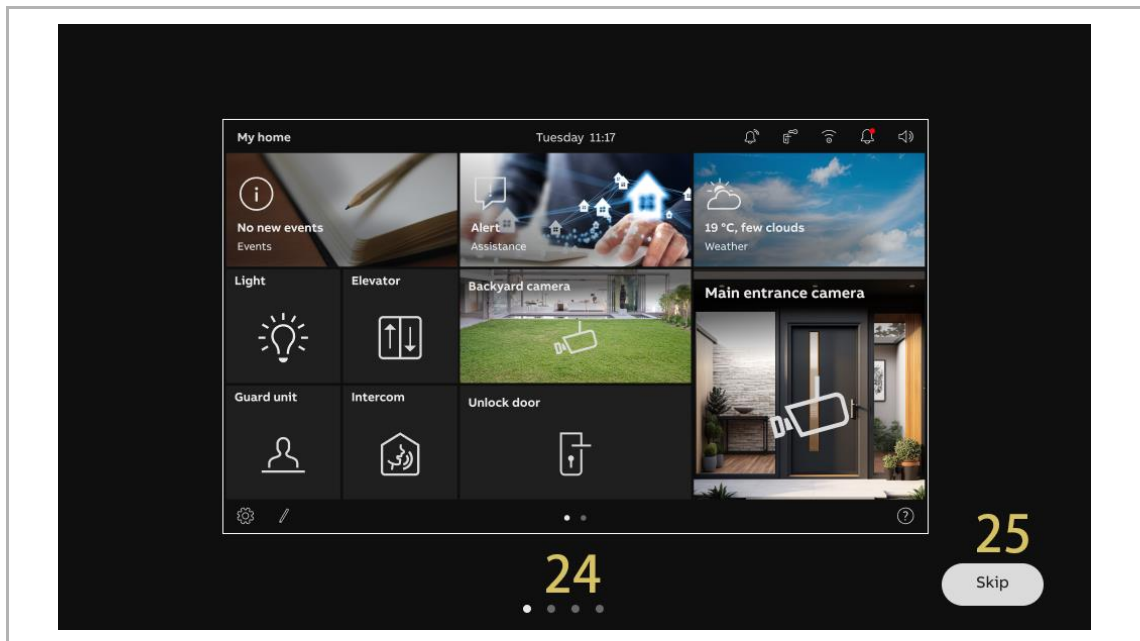 My home
Tuesday 11:17
No new events
Events
Alert
Assistance
19 °C, few clouds
Weather
Light
Elevator
Backyard camera
Main entrance camera
Guard unit
Intercom
Unlock door
24
25
Skip